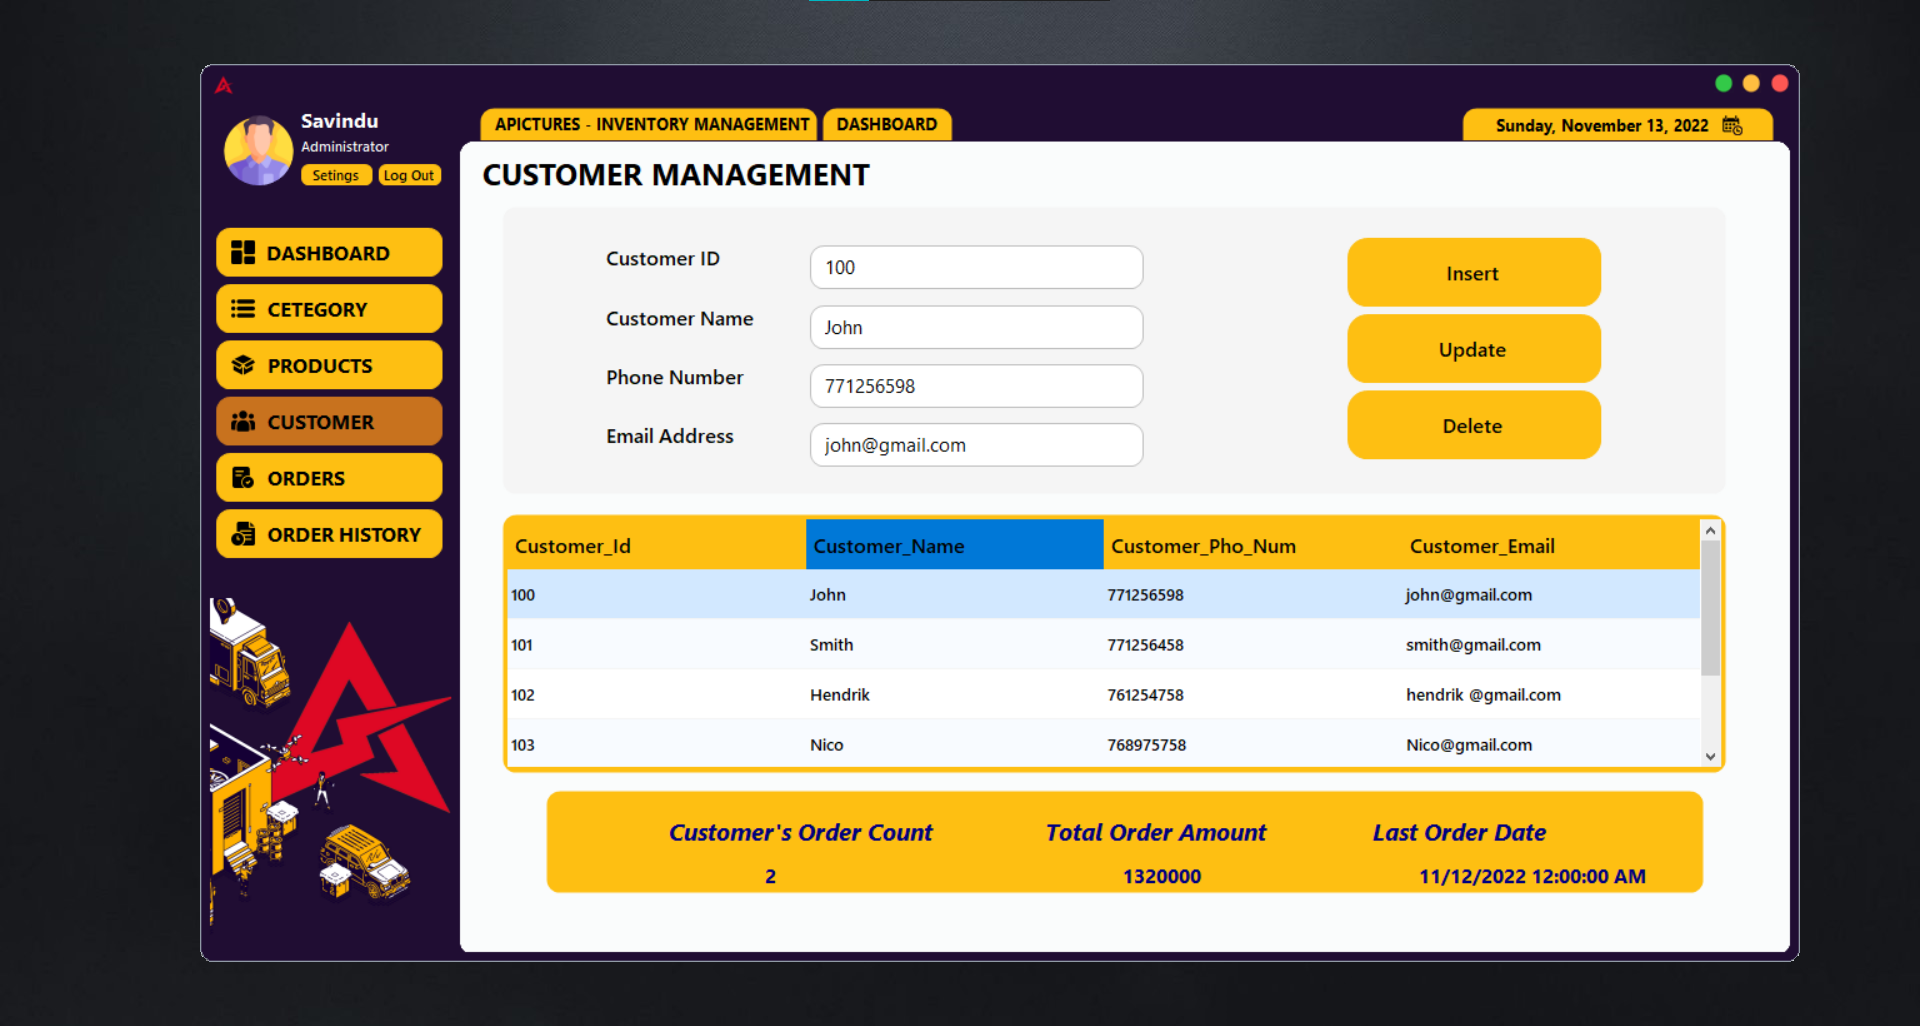 Savindu
Administrator
Setings Log Out
APICTURES - INVENTORY MANAGEMENT DASHBOARD Sunday, November 13, 2022
DASHBOARD
CETEGORY
PRODUCTS
CUSTOMER
ORDERS
ORDER HISTORY
CUSTOMER MANAGEMENT
Customer ID 100
Customer Name John
Phone Number 771256598
Email Address john@gmail.com
Insert
Update
Delete
Customer_Id Customer_Name Customer_Pho_Num Customer_Email
100 John 771256598 john@gmail.com
101 Smith 771256458 smith@gmail.com
102 Hendrik 761254758 hendrik @gmail.com
103 Nico 768975758 Nico@gmail.com
Customer's Order Count Total Order Amount Last Order Date
2 1320000 11/12/2022 12:00:00 AM